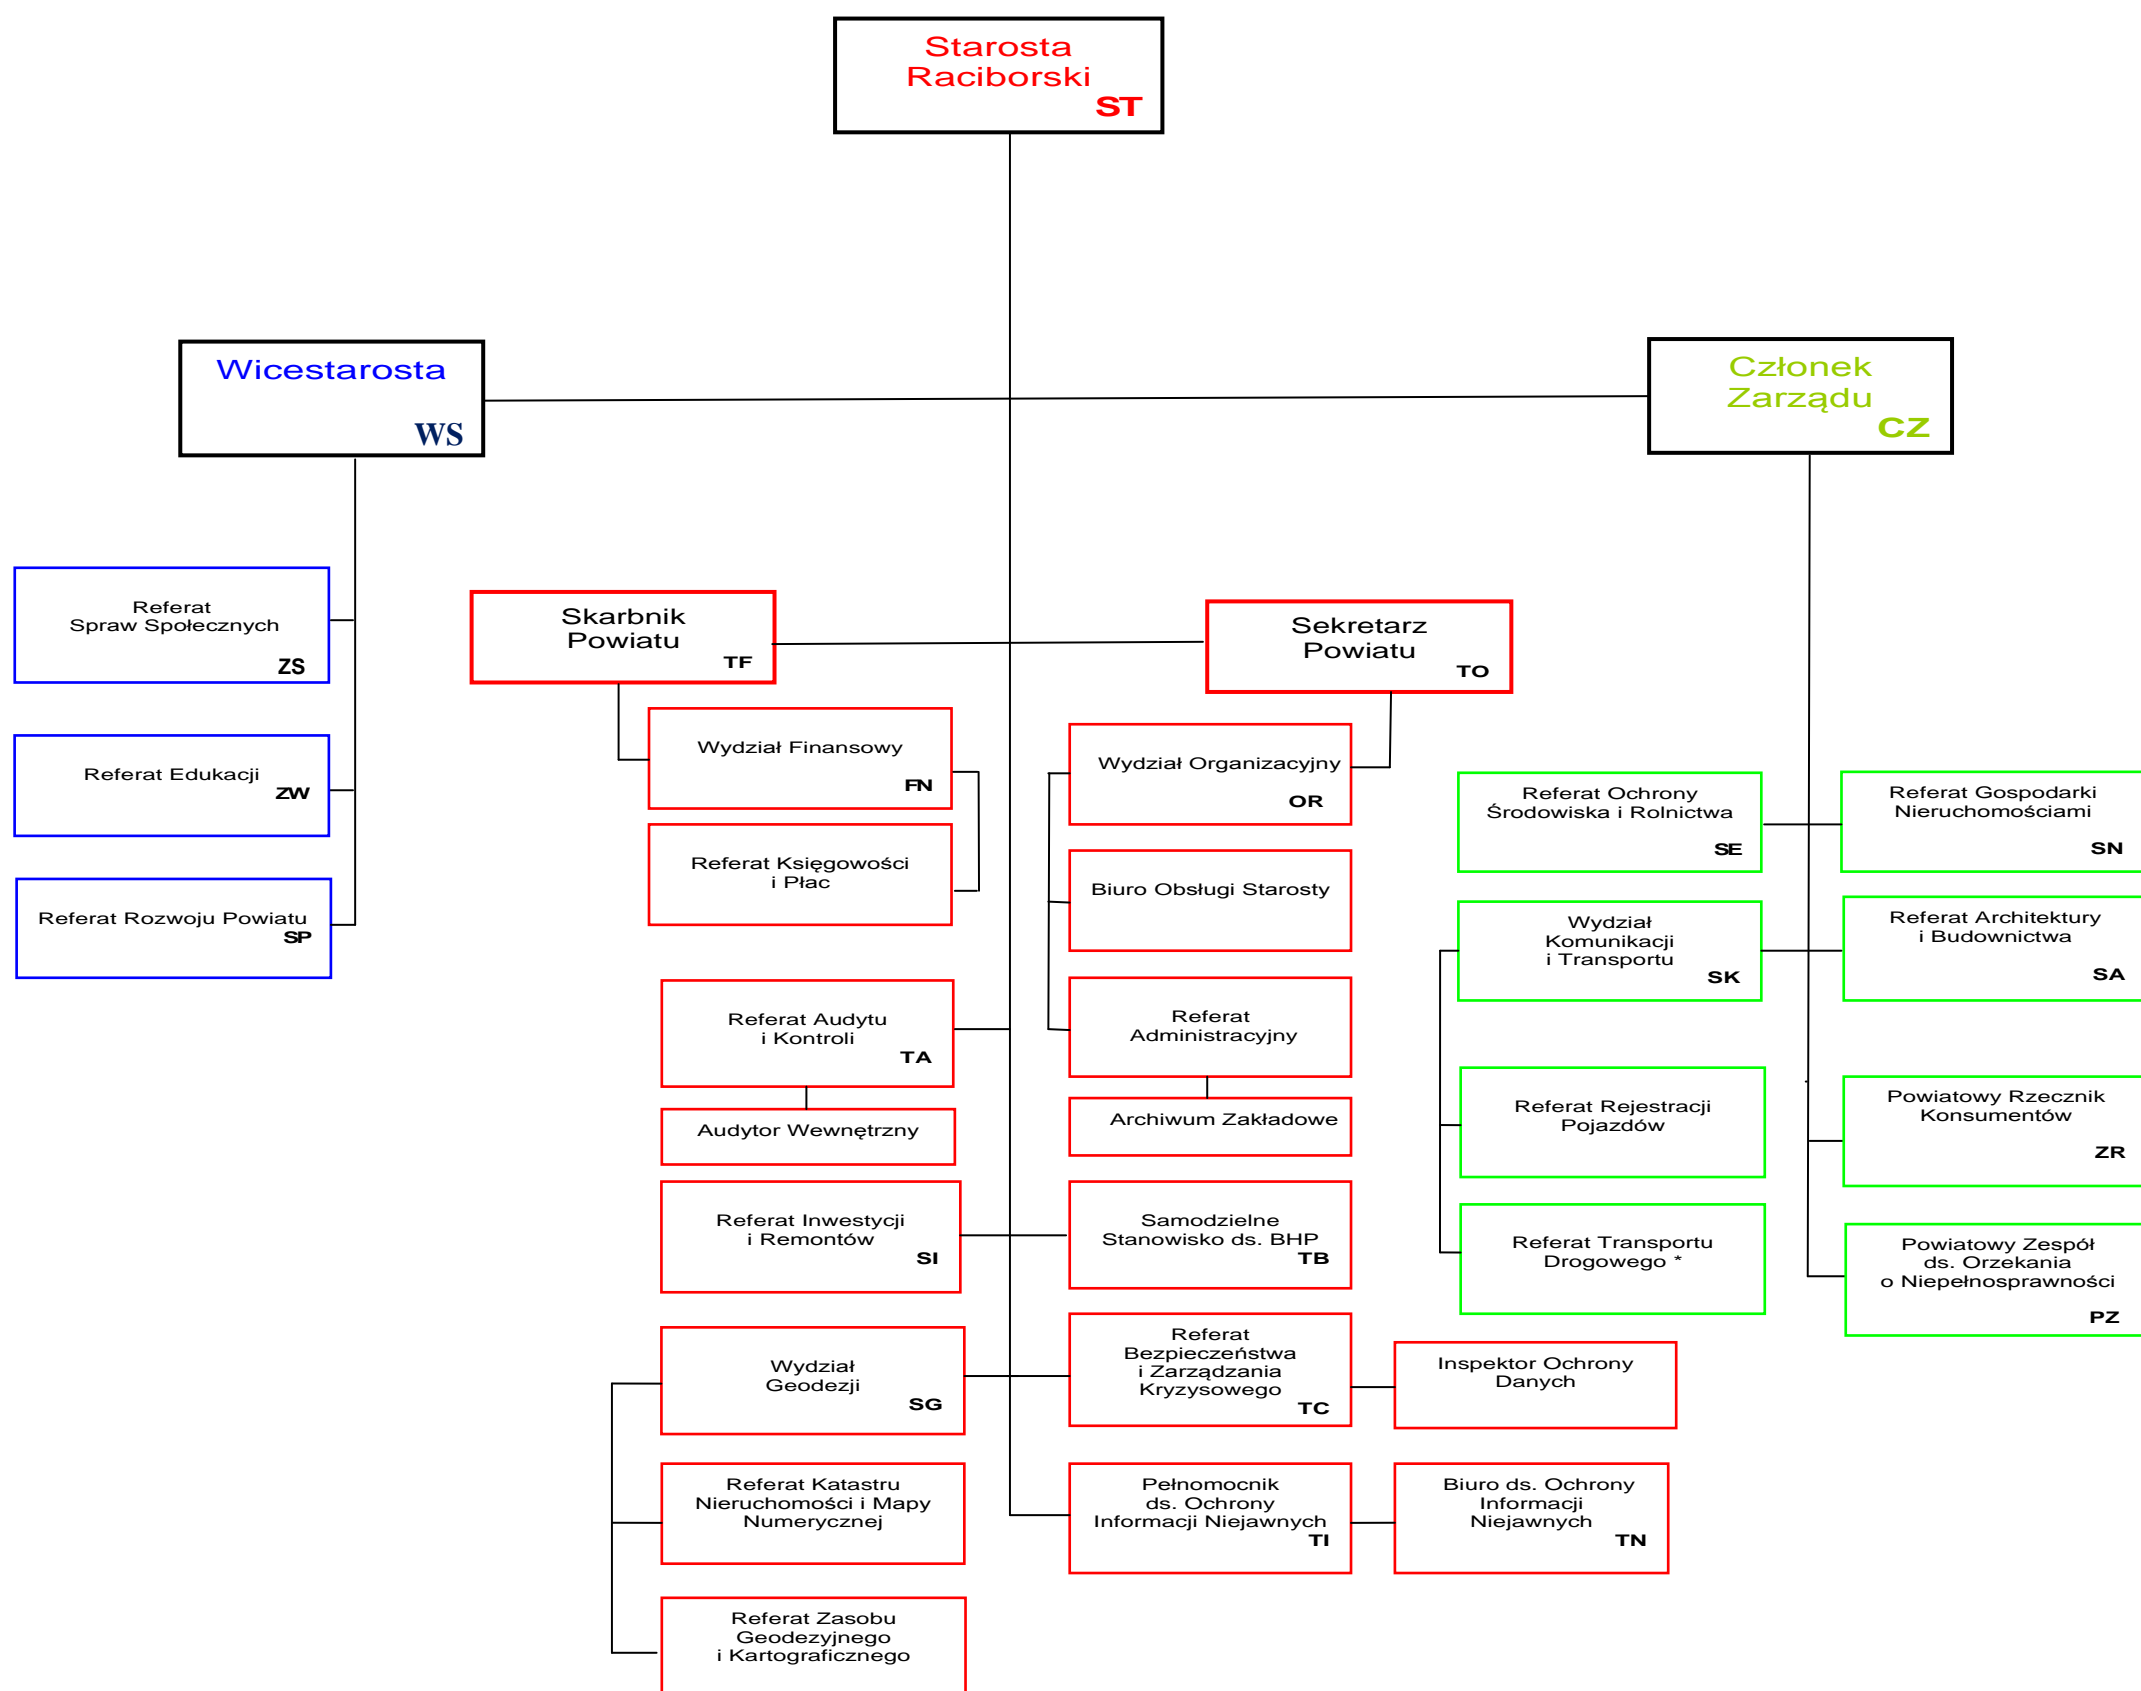 Starosta
Raciborski
ST
Wicestarosta
WS
Członek
Zarządu
CZ
Referat
Spraw Społecznych
ZS
Referat Edukacji
ZW
Referat Rozwoju Powiatu
SP
Skarbnik
Powiatu
TF
Wydział Finansowy
FN
Referat Księgowości
i Płac
Sekretarz
Powiatu
TO
Wydział Organizacyjny
OR
Biuro Obsługi Starosty
Referat
Administracyjny
Archiwum Zakładowe
Referat Audytu
i Kontroli
TA
Audytor Wewnętrzny
Referat Inwestycji
i Remontów
SI
Samodzielne
Stanowisko ds. BHP
TB
Wydział
Geodezji
SG
Referat
Bezpieczeństwa
i Zarządzania
Kryzysowego
TC
Inspektor Ochrony
Danych
Referat Katastru
Nieruchomości i Mapy
Numerycznej
Pełnomocnik
ds. Ochrony
Informacji Niejawnych
TI
Biuro ds. Ochrony
Informacji
Niejawnych
TN
Referat Zasobu
Geodezyjnego
i Kartograficznego
Referat Ochrony
Środowiska i Rolnictwa
SE
Referat Gospodarki
Nieruchomościami
SN
Wydział
Komunikacji
i Transportu
SK
Referat Architektury
i Budownictwa
SA
Referat Rejestracji
Pojazdów
Powiatowy Rzecznik
Konsumentów
ZR
Referat Transportu
Drogowego *
Powiatowy Zespół
ds. Orzekania
o Niepełnosprawności
PZ